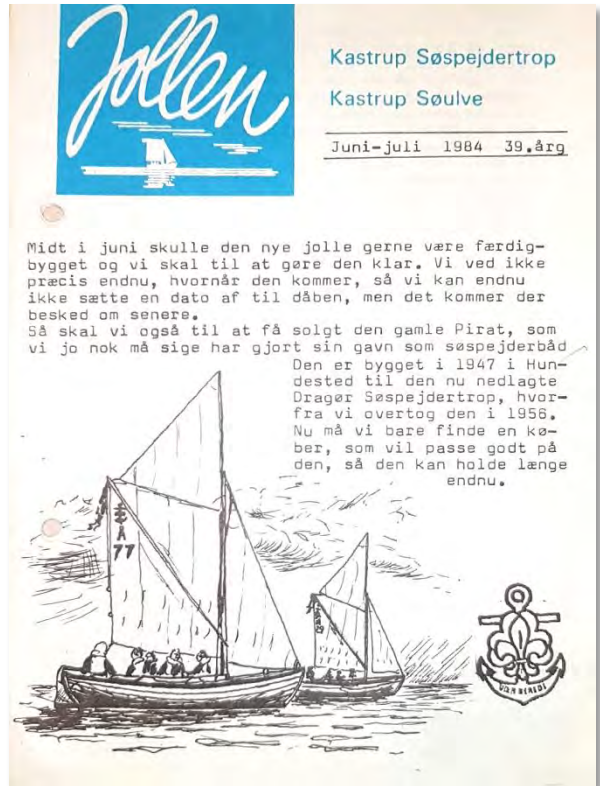 Jollen
Kastrup Søspejdertrop
Kastrup Søulve
Juni-juli 1984 39.årg
Midt i juni skulle den nye jolle gerne være færdig-
bygget og vi skal til at gøre den klar. Vi ved ikke
præcis endnu, hvornår den kommer, så vi kan endnu
ikke sætte en dato af til dåben, men det kommer der
besked om senere.
Så skal vi også til at få solgt den gamle Pirat, som
vi jo nok må sige har gjort sin gavn som søspejderbåd
Den er bygget i 1947 i Hun-
dested til den nu nedlagte
Dragør Søspejdertrop, hvor-
fra vi overtog den i 1956.
Nu må vi bare finde en kø-
ber, som vil passe godt på
den, så den kan holde længe
endnu.
Å
77